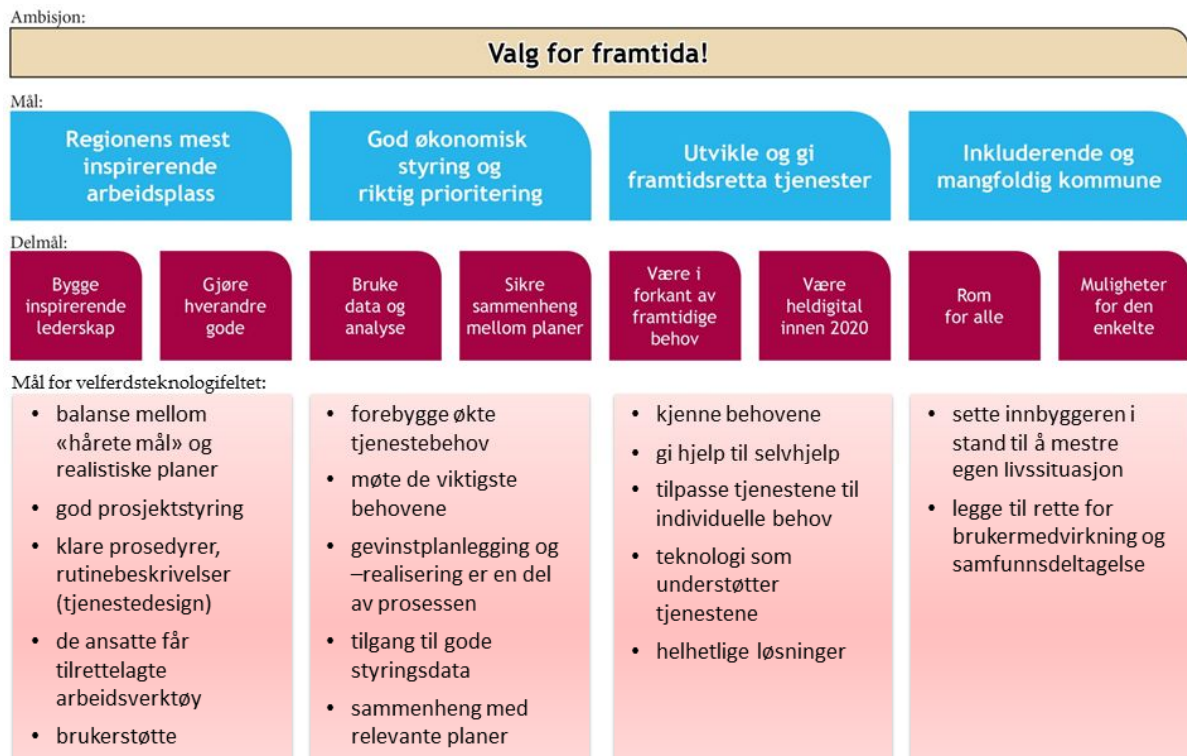 Ambisjon:
Valg for framtida!
Mål:
Regionens mest
inspirerende
arbeidsplass
God økonomisk
styring og
riktig prioritering
Utvikle og gi
framtidsretta tjenester
Inkluderende og
mangfoldig kommune
Delmål:
Bygge
inspirerende
lederskap
Gjøre
hverandre
gode
Bruke
data og
analyse
Sikre
sammenheng
mellom planer
Være i
forkant av
framtidige
behov
Være
heldigital
innen 2020
Rom
for alle
Muligheter
for den
enkelte
Mål for velferdsteknologifeltet:
• balanse mellom
«hårete mål» og
realistiske planer
• god prosjektstyring
• klare prosedyrer,
rutinebeskrivelser
(tjenestedesign)
• de ansatte får
tilrettelagte
arbeidsverktøy
• brukerstøtte
• forebygge økte
tjenestebehov
• møte de viktigste
behovene
• gevinstplanlegging og
–realisering er en del
av prosessen
• tilgang til gode
styringsdata
• sammenheng med
relevante planer
• kjenne behovene
• gi hjelp til selvhjelp
• tilpasse tjenestene til
individuelle behov
• teknologi som
understøtter
tjenestene
• helhetlige løsninger
• sette innbyggeren i
stand til å mestre
egen livssituasjon
• legge til rette for
brukermedvirkning og
samfunnsdeltagelse